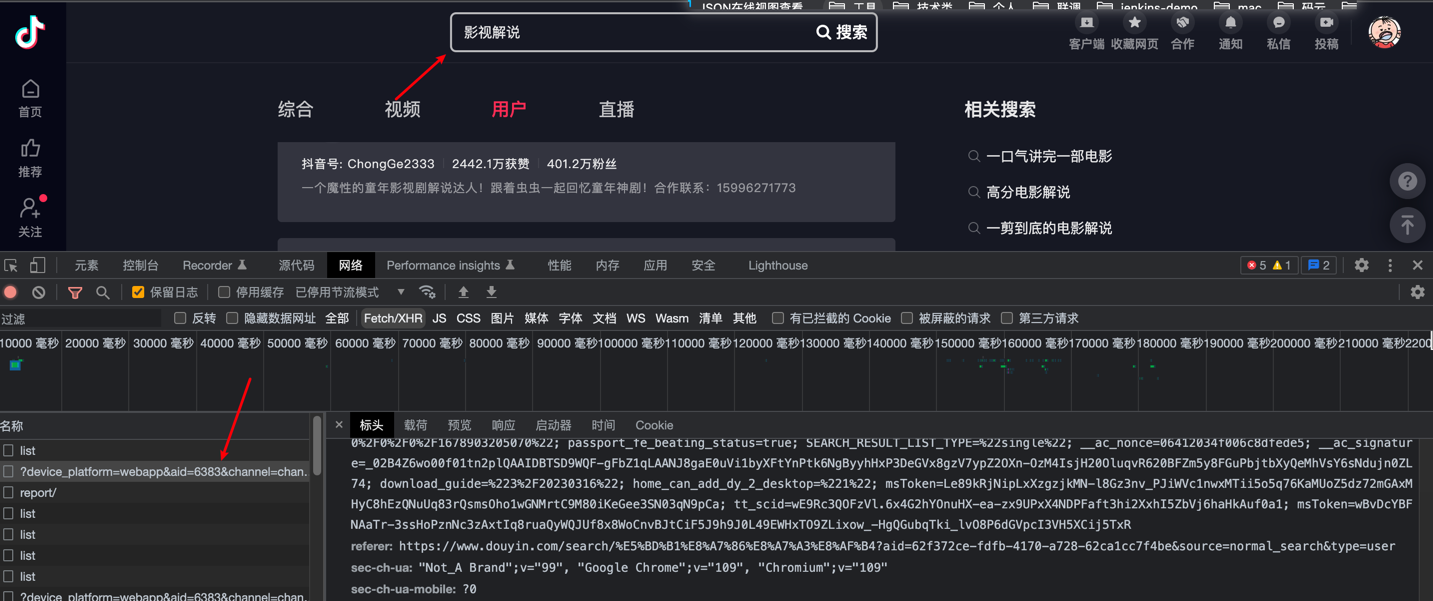 JSON在线视图查看 工具 技术类 个人 联调 jenkins-demo mac 码云
影视解说 搜索
客户端 收藏网页 合作 通知 私信 投稿
首页
推荐
关注
综合 视频 用户 直播
相关搜索
抖音号: ChongGe2333 2442.1万获赞 401.2万粉丝
一个魔性的童年影视剧解说达人！跟着虫虫一起回忆童年神剧！合作联系：15996271773
一口气讲完一部电影
高分电影解说
一剪到底的电影解说
元素 控制台 Recorder 源代码 网络 Performance insights 性能 内存 应用 安全 Lighthouse 5 1 2
保留日志 停用缓存 已停用节流模式
过滤 反转 隐藏数据网址 全部 Fetch/XHR JS CSS 图片 媒体 字体 文档 WS Wasm 清单 其他 有已拦截的 Cookie 被屏蔽的请求 第三方请求
10000 毫秒 20000 毫秒 30000 毫秒 40000 毫秒 50000 毫秒 60000 毫秒 70000 毫秒 80000 毫秒 90000 毫秒 100000 毫秒 110000 毫秒 120000 毫秒 130000 毫秒 140000 毫秒 150000 毫秒 160000 毫秒 170000 毫秒 180000 毫秒 190000 毫秒 200000 毫秒 210000 毫秒 2200
名称
list
?device_platform=webapp&aid=6383&channel=chan.
report/
list
list
list
list
?device_platform=webapp&aid=6383&channel=chan.
× 标头 载荷 预览 响应 启动器 时间 Cookie
0%2F0%2F0%2F1678903205070%22; passport_fe_beating_status=true; SEARCH_RESULT_LIST_TYPE=%22single%22; __ac_nonce=06412034f006c8dfede5; __ac_signatur
e=_02B4Z6wo00f01tn2plQAAIDBTSD9WQF-gFbZ1qLAANJ8gaE0uVi1byXFtYnPtk6NgByyhHxP3DeGVx8gzV7ypZ2OXn-OzM4IsjH20OluqvR620BFZm5y8FGuPbjtbXyQeMhVsY6sNdujn0ZL
74; download_guide=%223%2F20230316%22; home_can_add_dy_2_desktop=%221%22; msToken=Le89kRjNipLxXzgzjkMN-l8Gz3nv_PJiWVc1nwxMTii5o5q76KaMUoZ5dz72mGAxM
HyC8hEzQNuUq83rQsmsOho1wGNMrtC9M80iKeGee3SN03qN9pCa; tt_scid=wE9Rc3QOFzVl.6x4G2hYOnuHX-ea-zx9UPxX4NDPFaft3hi2XxhI5ZbVj6haHkAuf0a1; msToken=wBvDcYBF
NAaTr-3ssHoPznNc3zAxtIq8ruaQyWQJUf8x8WoCnvBJtCiF5J9h9J0L49EWHxTO9ZLixow_-HgQGubqTki_lvO8P6dGVpcI3VH5XCij5TxR
referer: https://www.douyin.com/search/%E5%BD%B1%E8%A7%86%E8%A7%A3%E8%AF%B4?aid=62f372ce-fdfb-4170-a728-62ca1cc7f4be&source=normal_search&type=user
sec-ch-ua: "Not_A Brand";v="99", "Google Chrome";v="109", "Chromium";v="109"
sec-ch-ua-mobile: ?0